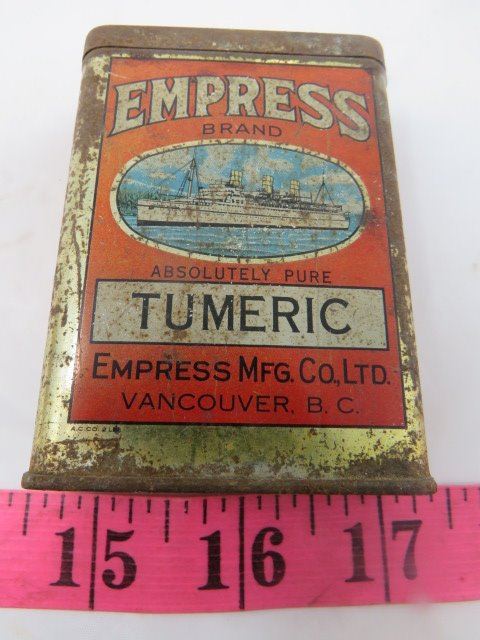 EMPRESS
BRAND
ABSOLUTELY PURE
TUMERIC
EMPRESS MFG. CO., LTD.
VANCOUVER, B. C.
15 16 17